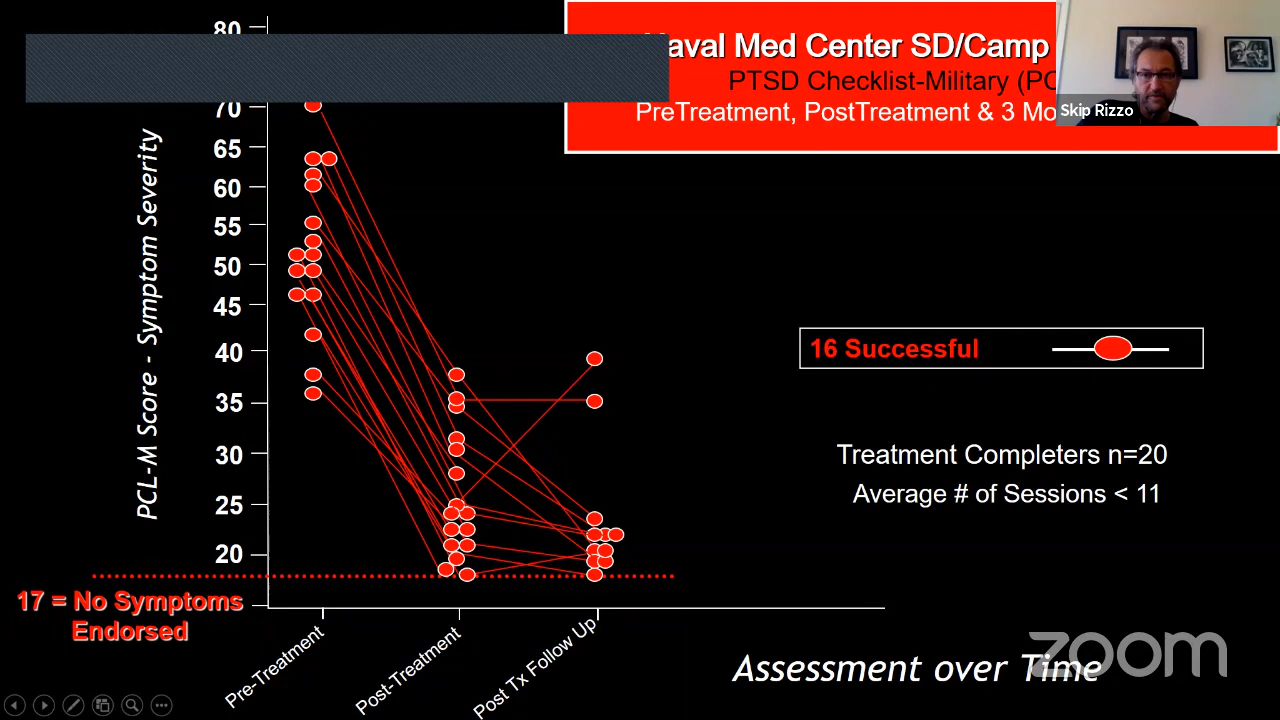 80
aval Med Center SD/Camp
PTSD Checklist-Military (PC
PreTreatment, PostTreatment & 3 Mo
Skip Rizzo
70
65
60
55
50
45
40
35
30
25
20
PCL-M Score - Symptom Severity
16 Successful
Treatment Completers n=20
Average # of Sessions < 11
17 = No Symptoms
Endorsed
Pre-Treatment
Post-Treatment
Post Tx Follow Up
Assessment over Time
zoom